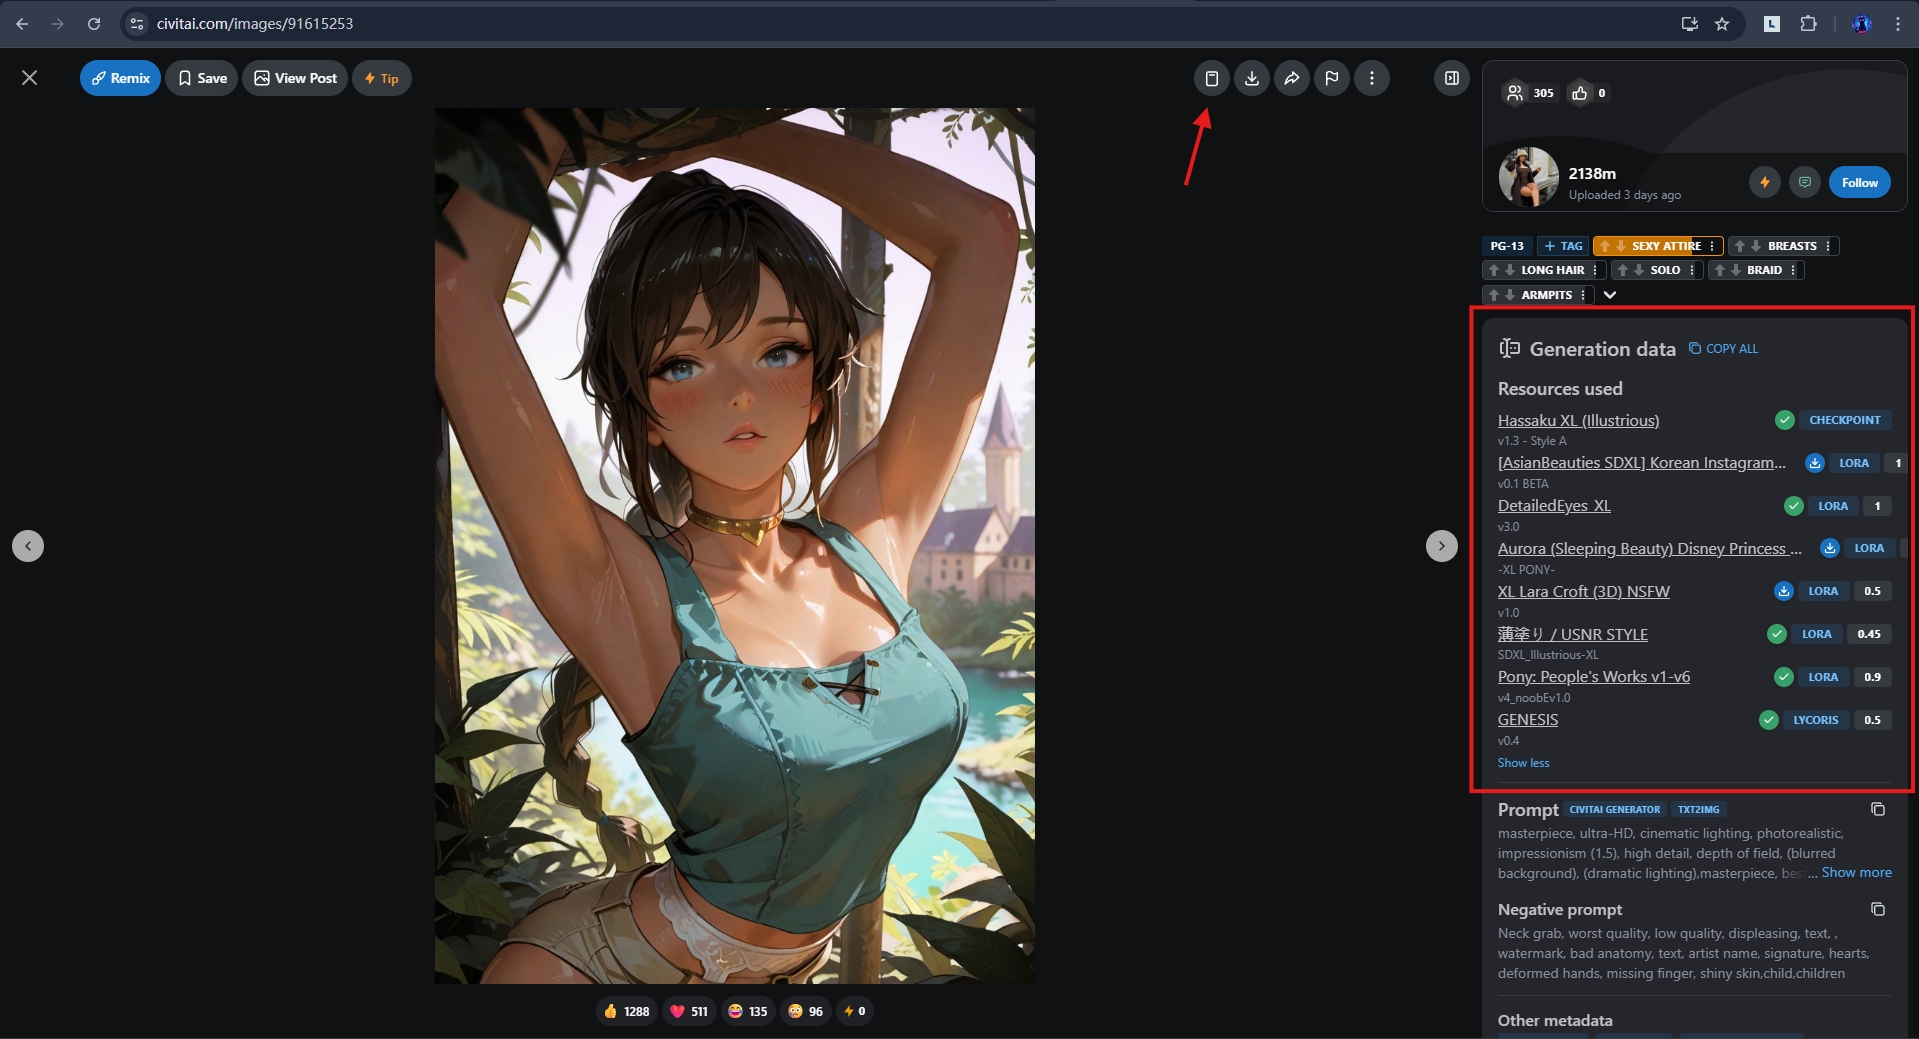 civitai.com/images/91615253
L
Remix
Save
View Post
Tip
305
0
2138m
Uploaded 3 days ago
Follow
PG-13
+ TAG
SEXY ATTIRE
BREASTS
LONG HAIR
SOLO
BRAID
ARMPITS
Generation data
COPY ALL
Resources used
Hassaku XL (Illustrious)
CHECKPOINT
v1.3 - Style A
[AsianBeauties SDXL] Korean Instagram...
LORA
1
v0.1 BETA
DetailedEyes_XL
LORA
1
v3.0
Aurora (Sleeping Beauty) Disney Princess ...
LORA
-XL PONY-
XL Lara Croft (3D) NSFW
LORA
0.5
v1.0
薄塗り / USNR STYLE
LORA
0.45
SDXL_Illustrious-XL
Pony: People's Works v1-v6
LORA
0.9
v4_noobEv1.0
GENESIS
LYCORIS
0.5
v0.4
Show less
Prompt
CIVITAI GENERATOR
TXT2IMG
masterpiece, ultra-HD, cinematic lighting, photorealistic,
impressionism (1.5), high detail, depth of field, (blurred
background), (dramatic lighting),masterpiece, bes... Show more
Negative prompt
Neck grab, worst quality, low quality, displeasing, text, ,
watermark, bad anatomy, text, artist name, signature, hearts,
deformed hands, missing finger, shiny skin,child,children
Other metadata
1288
511
135
96
0